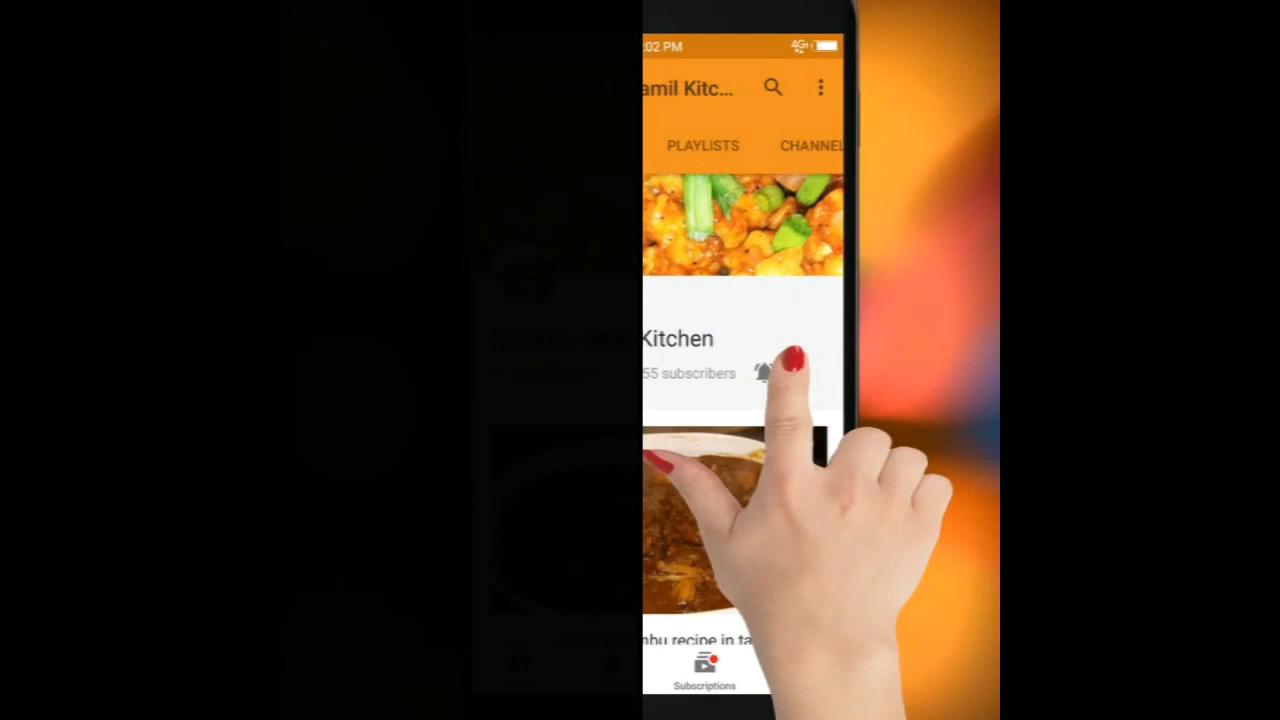 :02 PM 4G
amil Kitc...
PLAYLISTS CHANNEL
Kitchen
55 subscribers
mbu recipe in ta
Subscriptions